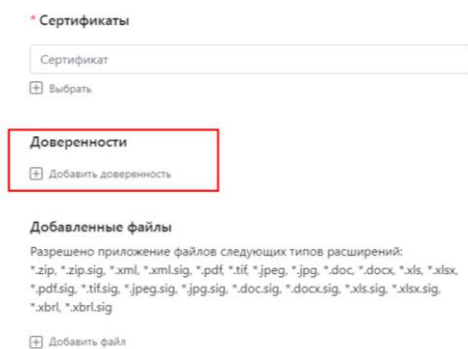 * Сертификаты
Сертификат
Выбрать
Доверенности
Добавить доверенность
Добавленные файлы
Разрешено приложение файлов следующих типов расширений:
*.zip, *.zip.sig, *.xml, *.xml.sig, *.pdf, *.tif, *.jpeg, *.jpg, *.doc, *.docx, *.xls, *.xlsx,
*.pdf.sig, *.tif.sig, *.jpeg.sig, *.jpg.sig, *.doc.sig, *.docx.sig, *.xls.sig, *.xlsx.sig,
*.xbrl, *.xbrl.sig
Добавить файл